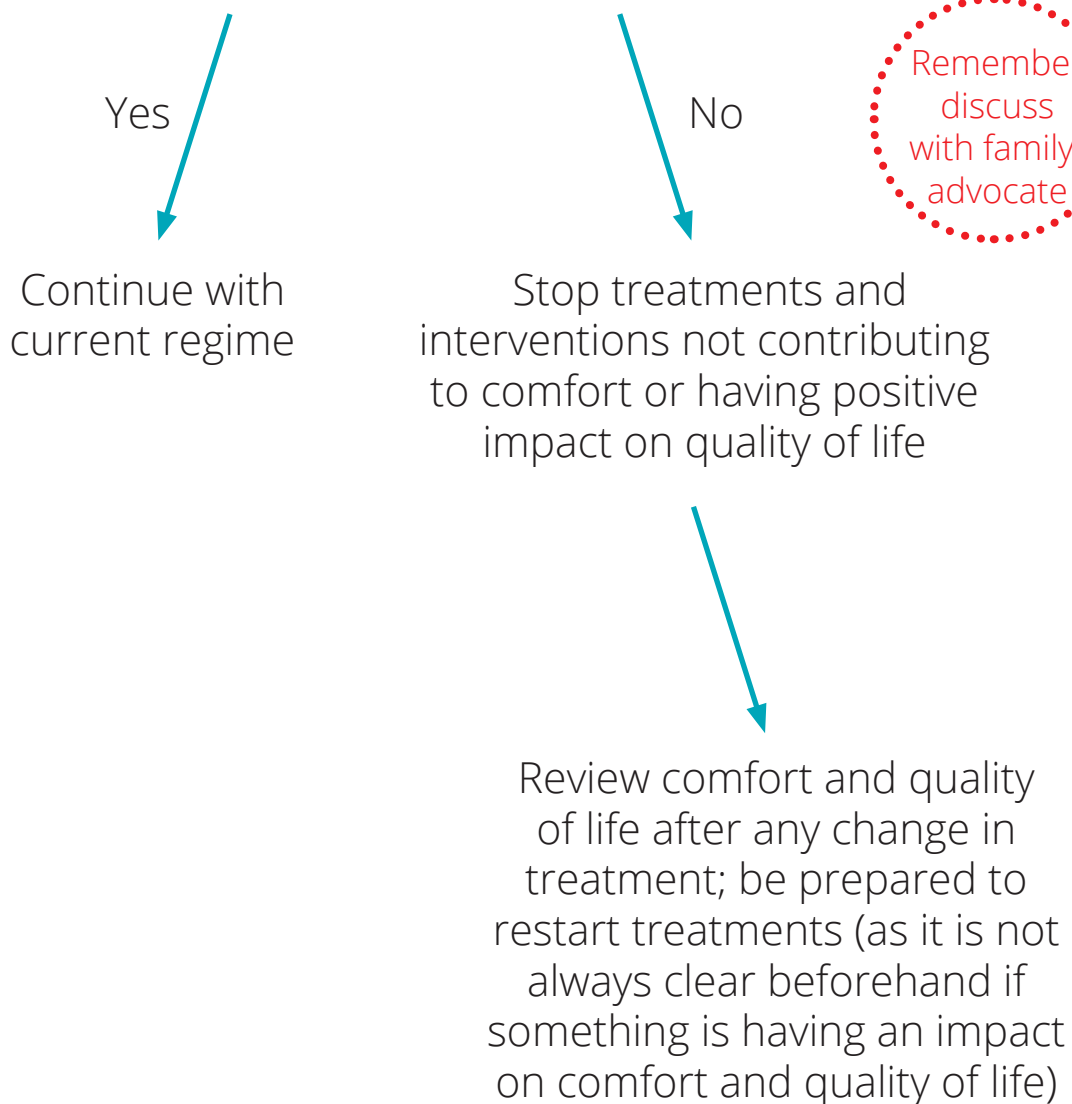 Yes
No
Remembe
discuss
with family
advocate
Continue with
current regime
Stop treatments and
interventions not contributing
to comfort or having positive
impact on quality of life
Review comfort and quality
of life after any change in
treatment; be prepared to
restart treatments (as it is not
always clear beforehand if
something is having an impact
on comfort and quality of life)